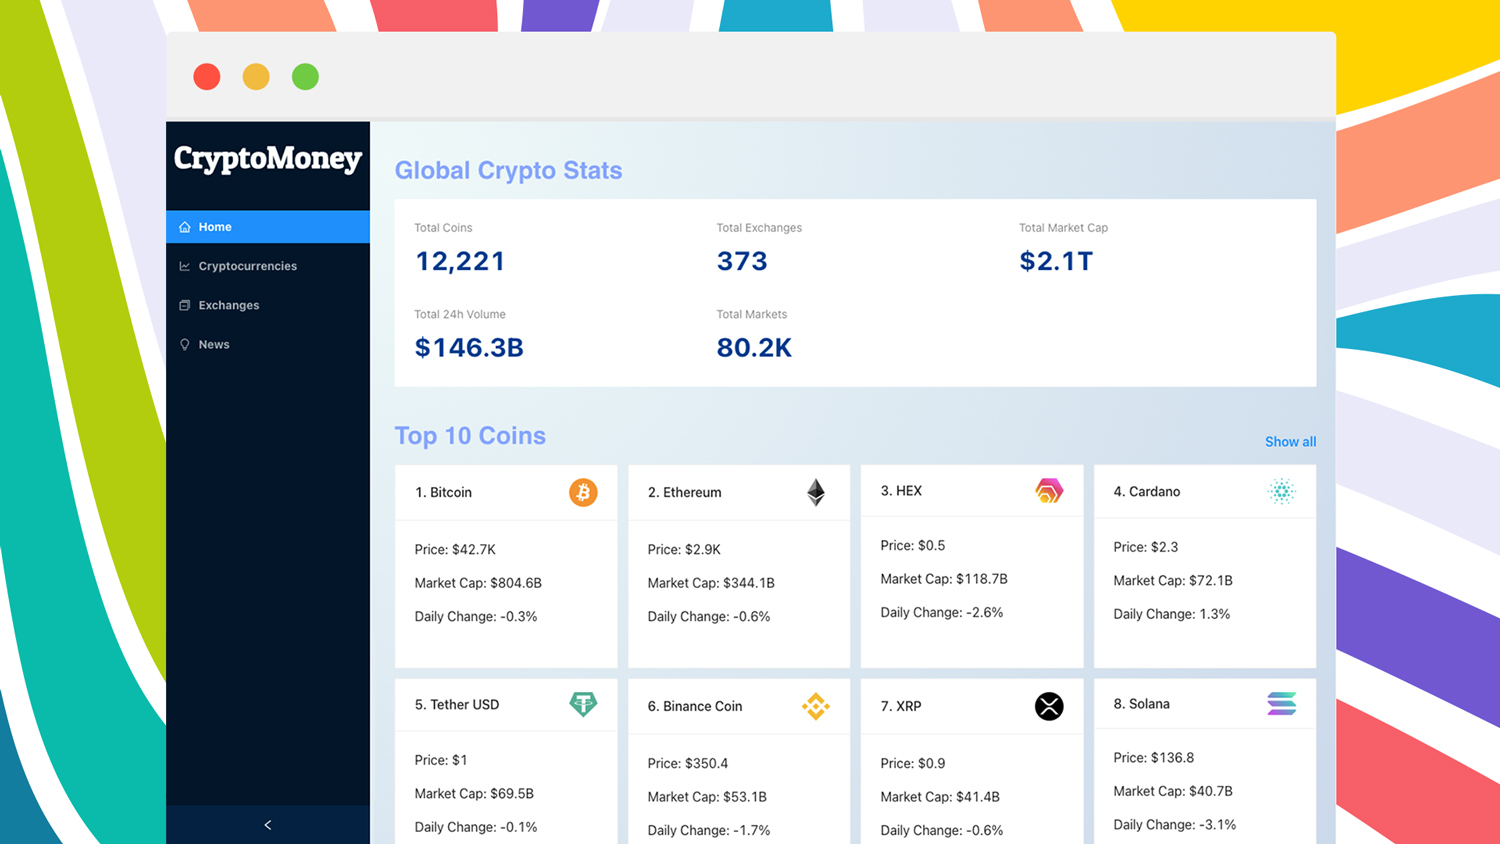 CryptoMoney
Home
Cryptocurrencies
Exchanges
News
Global Crypto Stats
Total Coins
12,221
Total Exchanges
373
Total Market Cap
$2.1T
Total 24h Volume
$146.3B
Total Markets
80.2K
Top 10 Coins
Show all
1. Bitcoin
Price: $42.7K
Market Cap: $804.6B
Daily Change: -0.3%
2. Ethereum
Price: $2.9K
Market Cap: $344.1B
Daily Change: -0.6%
3. HEX
Price: $0.5
Market Cap: $118.7B
Daily Change: -2.6%
4. Cardano
Price: $2.3
Market Cap: $72.1B
Daily Change: 1.3%
5. Tether USD
Price: $1
Market Cap: $69.5B
Daily Change: -0.1%
6. Binance Coin
Price: $350.4
Market Cap: $53.1B
Daily Change: -1.7%
7. XRP
Price: $0.9
Market Cap: $41.4B
Daily Change: -0.6%
8. Solana
Price: $136.8
Market Cap: $40.7B
Daily Change: -3.1%